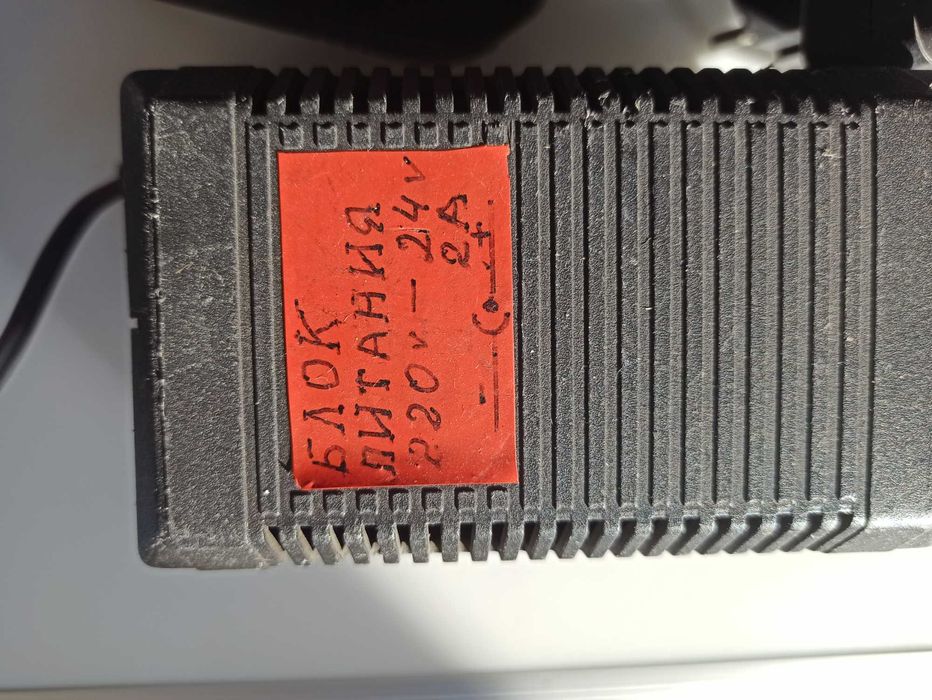 БЛОК
ПИТАНИЯ
220v – 24v
2A
- (• +